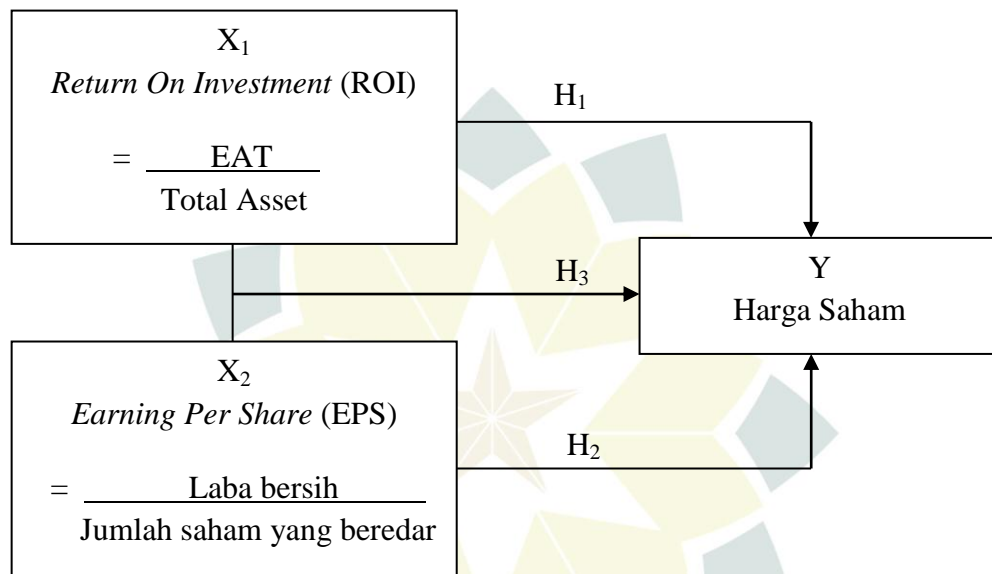 X₁
Return On Investment (ROI)
= EAT
Total Asset
H₁
H₃
Y
Harga Saham
X₂
Earning Per Share (EPS)
H₂
= Laba bersih
Jumlah saham yang beredar